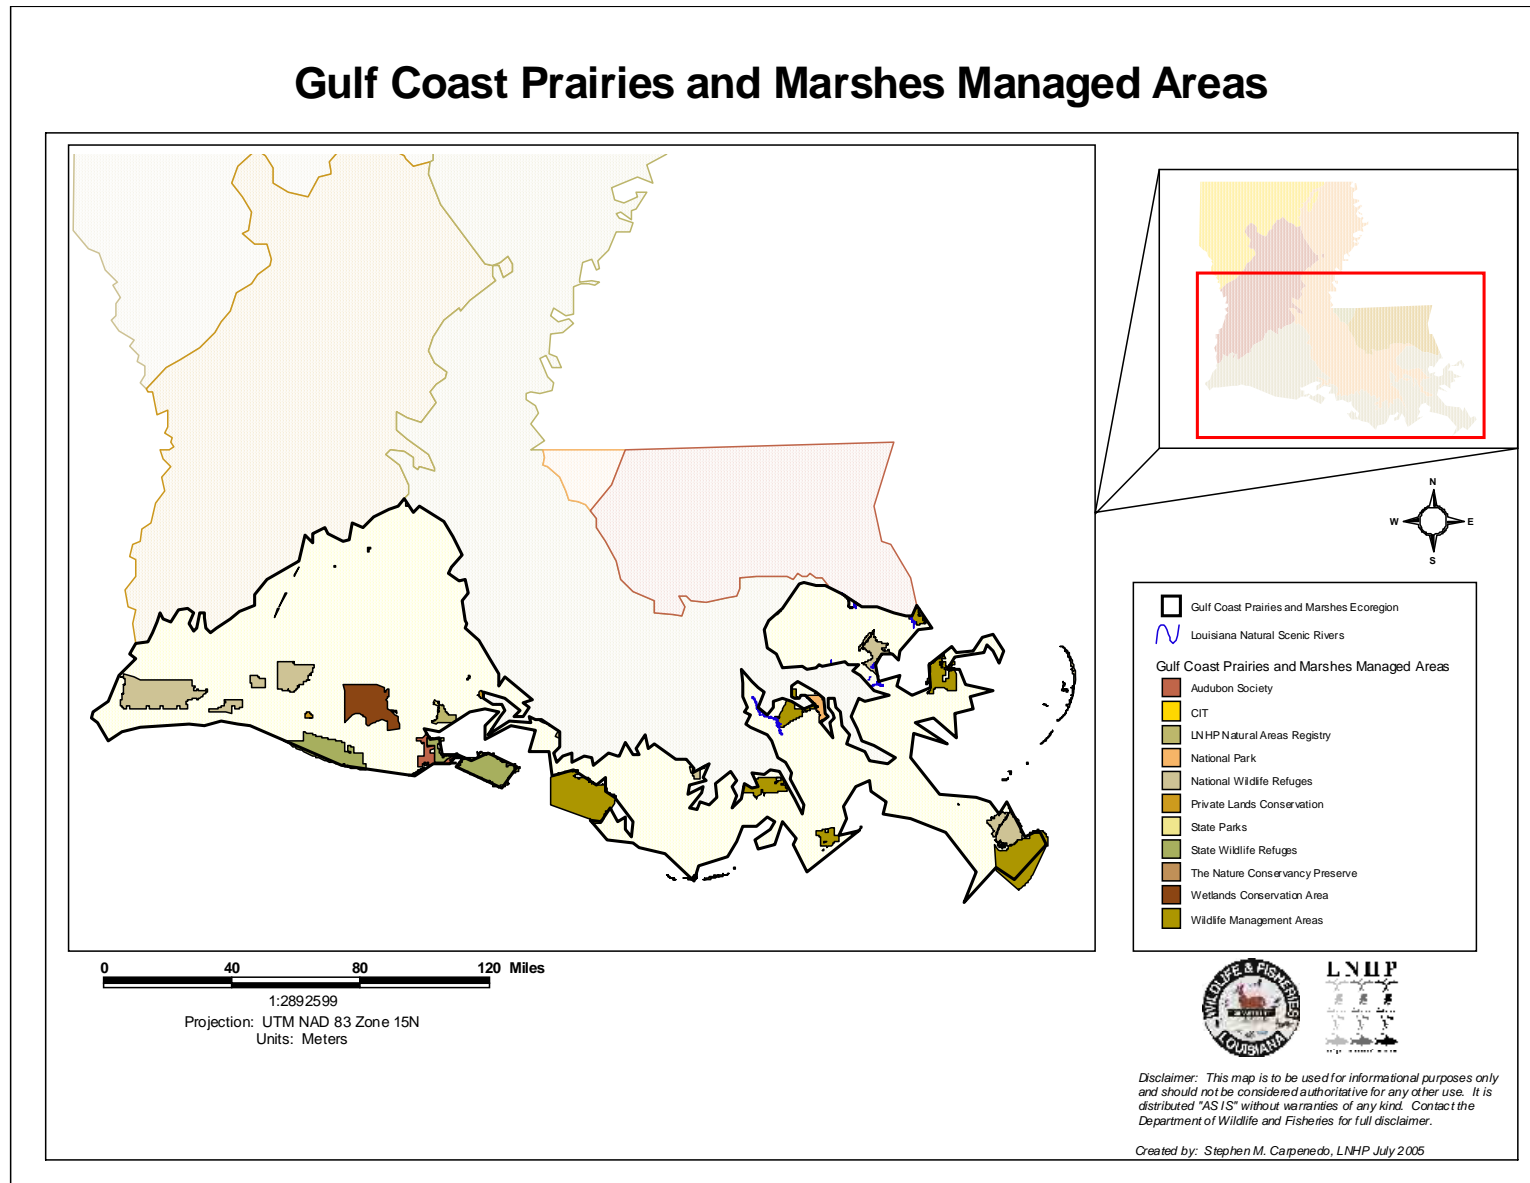 Gulf Coast Prairies and Marshes Managed Areas
N
W
E
S
Gulf Coast Prairies and Marshes Ecoregion
Louisiana Natural Scenic Rivers
Gulf Coast Prairies and Marshes Managed Areas
Audubon Society
CIT
LNHP Natural Areas Registry
National Park
National Wildlife Refuges
Private Lands Conservation
State Parks
State Wildlife Refuges
The Nature Conservancy Preserve
Wetlands Conservation Area
Wildlife Management Areas
0 40 80 120 Miles
1:2892599
Projection: UTM NAD 83 Zone 15N
Units: Meters
WILDLIFE & FISHERIES
LOUISIANA
LNHP
Disclaimer: This map is to be used for informational purposes only
and should not be considered authoritative for any other use. It is
distributed "AS IS" without warranties of any kind. Contact the
Department of Wildlife and Fisheries for full disclaimer.
Created by: Stephen M. Carpenedo, LNHP July 2005